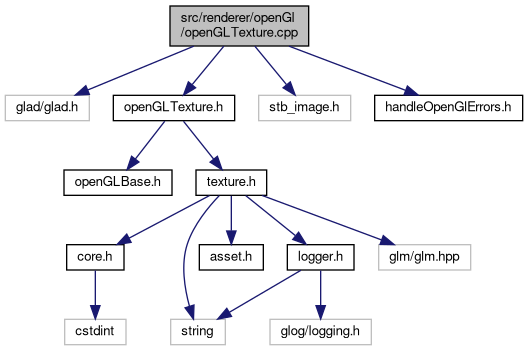 src/renderer/openGl
/openGLTexture.cpp
glad/glad.h
openGLTexture.h
stb_image.h
handleOpenGlErrors.h
openGLBase.h
texture.h
core.h
asset.h
logger.h
glm/glm.hpp
cstdint
string
glog/logging.h